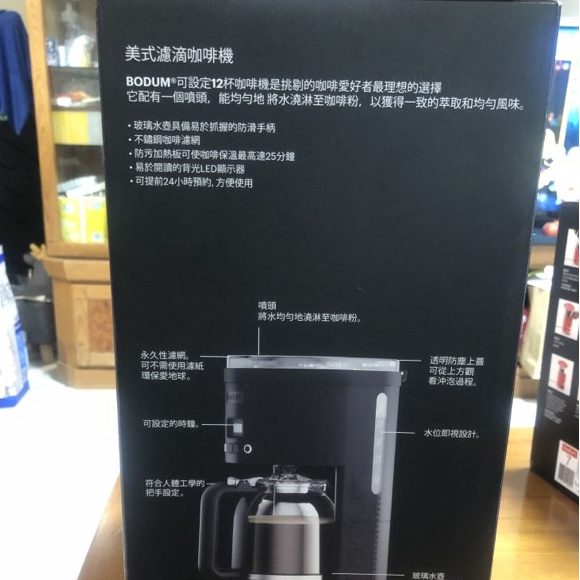 美式濾滴咖啡機
BODUM®可設定12杯咖啡機是挑剔的咖啡愛好者最理想的選擇
它配有一個噴頭，能均勻地 將水澆淋至咖啡粉，以獲得一致的萃取和均勻風味。
・玻璃水壺具備易於抓握的防滑手柄
・不鏽鋼咖啡濾網
・防污加熱板可使咖啡保溫最高達25分鐘
・易於閱讀的背光LED顯示器
・可提前24小時預約, 方便使用
噴頭
將水均勻地澆淋至咖啡粉。
永久性濾網。
可不需使用濾紙
環保愛地球。
透明防塵上蓋
可從上方觀
看沖泡過程。
可設定的時鐘。
水位即視設計。
符合人體工學的
把手設定。
玻璃水壺
7